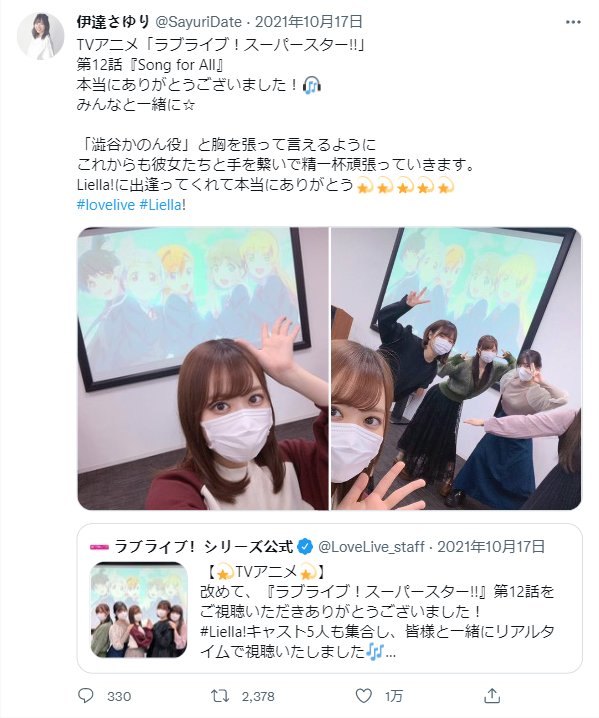 伊達さゆり @SayuriDate · 2021年10月17日
TVアニメ「ラブライブ！スーパースター!!」
第12話『Song for All』
本当にありがとうございました！🎧
みんなと一緒に☆
「澁谷かのん役」と胸を張って言えるように
これからも彼女たちと手を繋いで精一杯頑張っていきます。
Liella!に出逢ってくれて本当にありがとう💫💫💫💫💫
#lovelive #Liella!
ラブライブ！シリーズ公式 @LoveLive_staff · 2021年10月17日
【💫TVアニメ💫】
改めて、『ラブライブ！スーパースター!!』第12話を
ご視聴いただきありがとうございました！
#Liella!キャスト5人も集合し、皆様と一緒にリアルタ
イムで視聴いたしました🎶...
330
2,378
1万